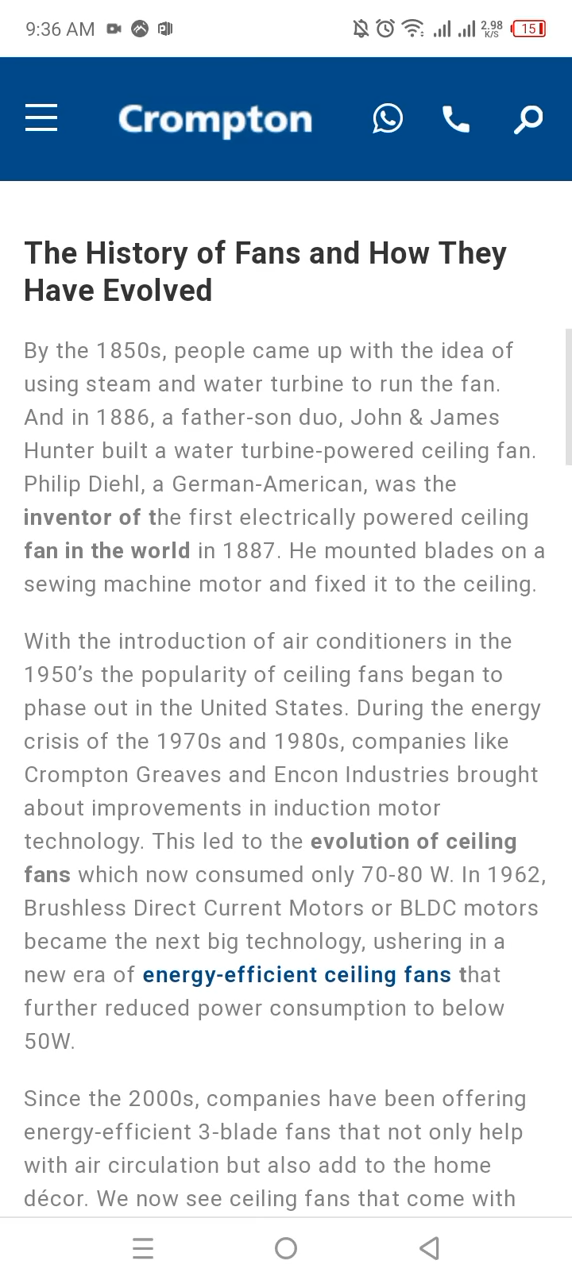 9:36 AM
2.98 K/S
15
Crompton
The History of Fans and How They
Have Evolved
By the 1850s, people came up with the idea of
using steam and water turbine to run the fan.
And in 1886, a father-son duo, John & James
Hunter built a water turbine-powered ceiling fan.
Philip Diehl, a German-American, was the
inventor of the first electrically powered ceiling
fan in the world in 1887. He mounted blades on a
sewing machine motor and fixed it to the ceiling.
With the introduction of air conditioners in the
1950’s the popularity of ceiling fans began to
phase out in the United States. During the energy
crisis of the 1970s and 1980s, companies like
Crompton Greaves and Encon Industries brought
about improvements in induction motor
technology. This led to the evolution of ceiling
fans which now consumed only 70-80 W. In 1962,
Brushless Direct Current Motors or BLDC motors
became the next big technology, ushering in a
new era of energy-efficient ceiling fans that
further reduced power consumption to below
50W.
Since the 2000s, companies have been offering
energy-efficient 3-blade fans that not only help
with air circulation but also add to the home
décor. We now see ceiling fans that come with